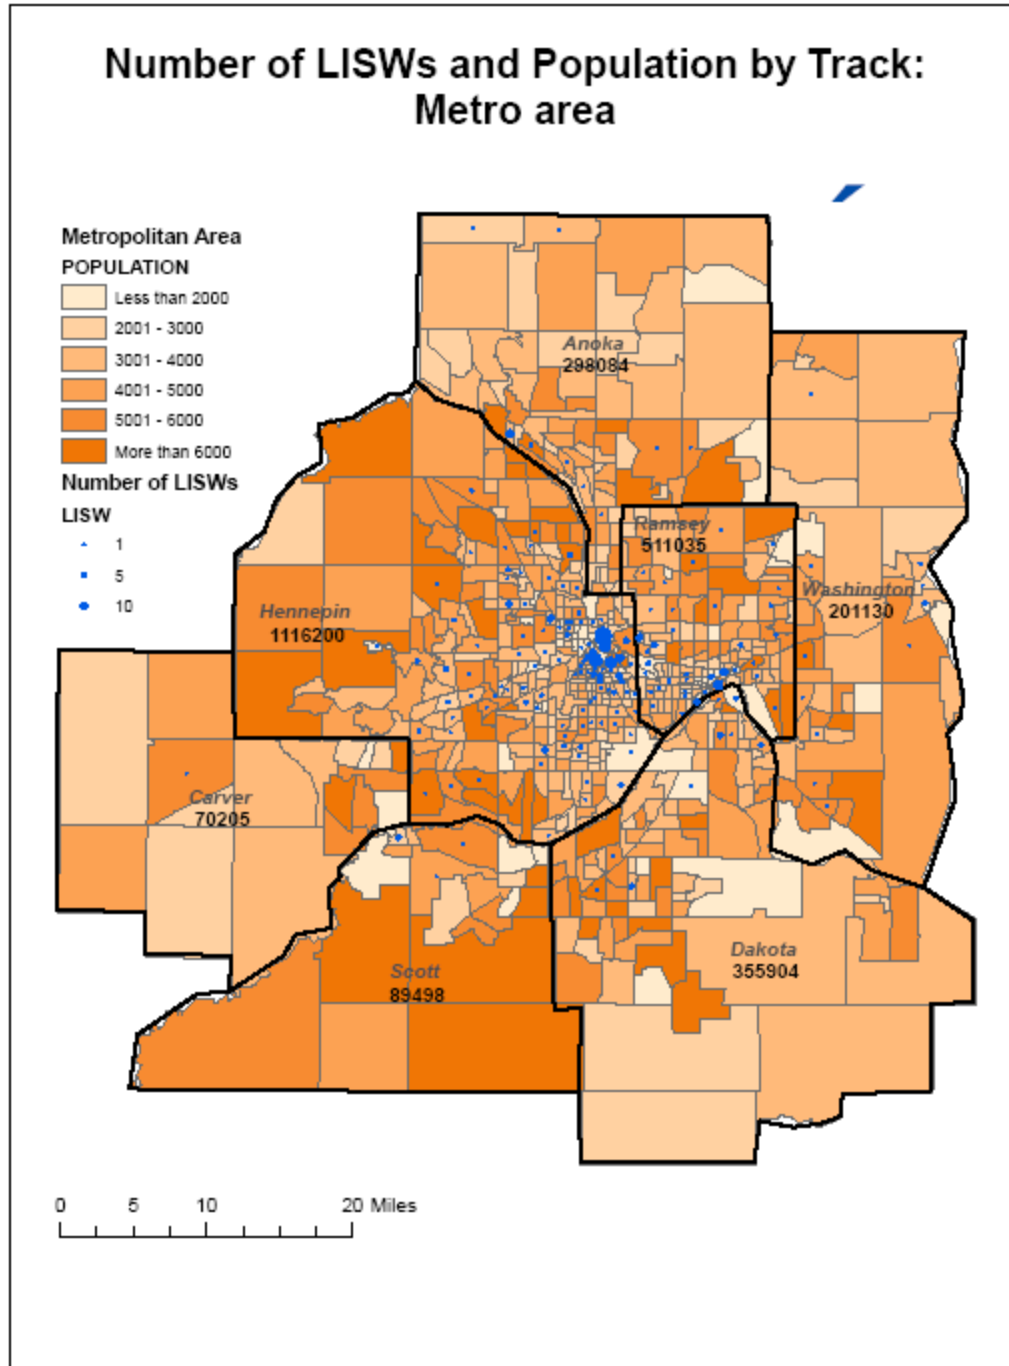 Number of LISWs and Population by Track:
Metro area
Metropolitan Area
POPULATION
Less than 2000
2001 - 3000
3001 - 4000
4001 - 5000
5001 - 6000
More than 6000
Number of LISWs
LISW
1
5
10
Anoka
298084
Ramsey
511035
Hennepin
1116200
Washington
201130
Carver
70205
Dakota
355904
Scott
89498
0 5 10 20 Miles